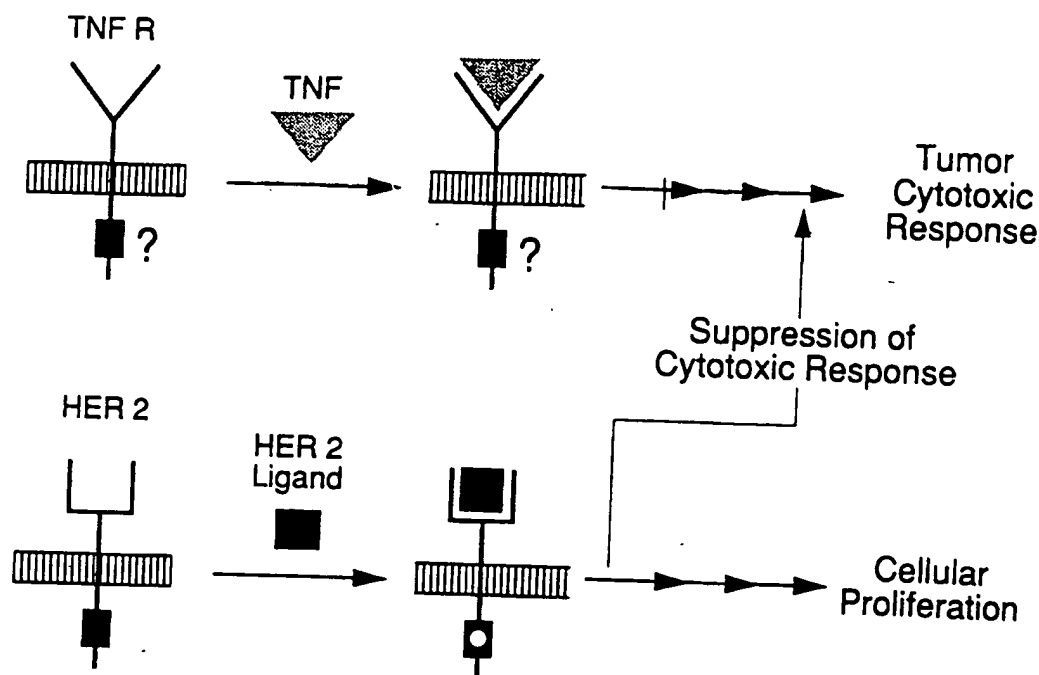 TNF R
TNF
?
?
Tumor
Cytotoxic
Response
Suppression of
Cytotoxic Response
HER 2
HER 2
Ligand
Cellular
Proliferation